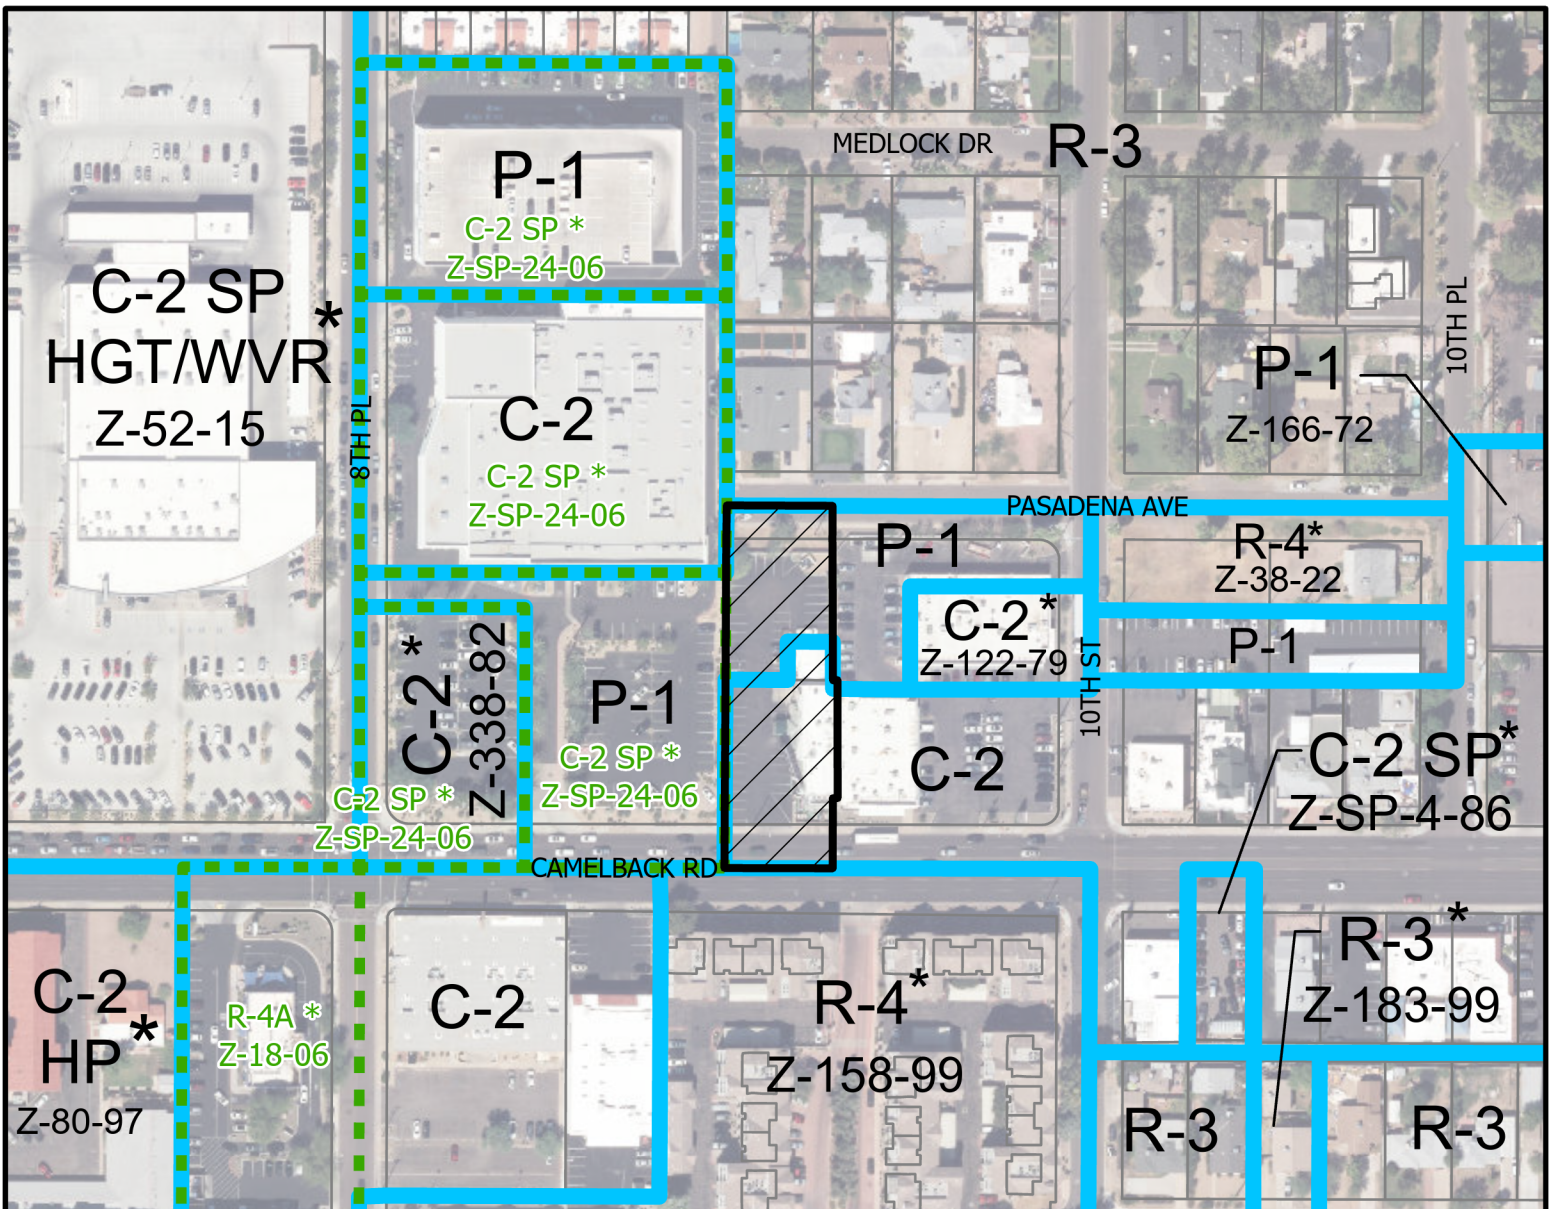 MEDLOCK DR
R-3
P-1
C-2 SP *
Z-SP-24-06
C-2 SP
HGT/WVR*
Z-52-15
8TH PL
C-2
C-2 SP *
Z-SP-24-06
10TH PL
P-1
Z-166-72
PASADENA AVE
P-1
R-4*
Z-38-22
C-2*
Z-122-79
10TH ST
P-1
C-2 *
Z-338-82
C-2 SP *
Z-SP-24-06
P-1
C-2 SP *
Z-SP-24-06
C-2
C-2 SP*
Z-SP-4-86
CAMELBACK RD
C-2
HP*
Z-80-97
R-4A *
Z-18-06
C-2
R-4*
Z-158-99
R-3 *
Z-183-99
R-3
R-3